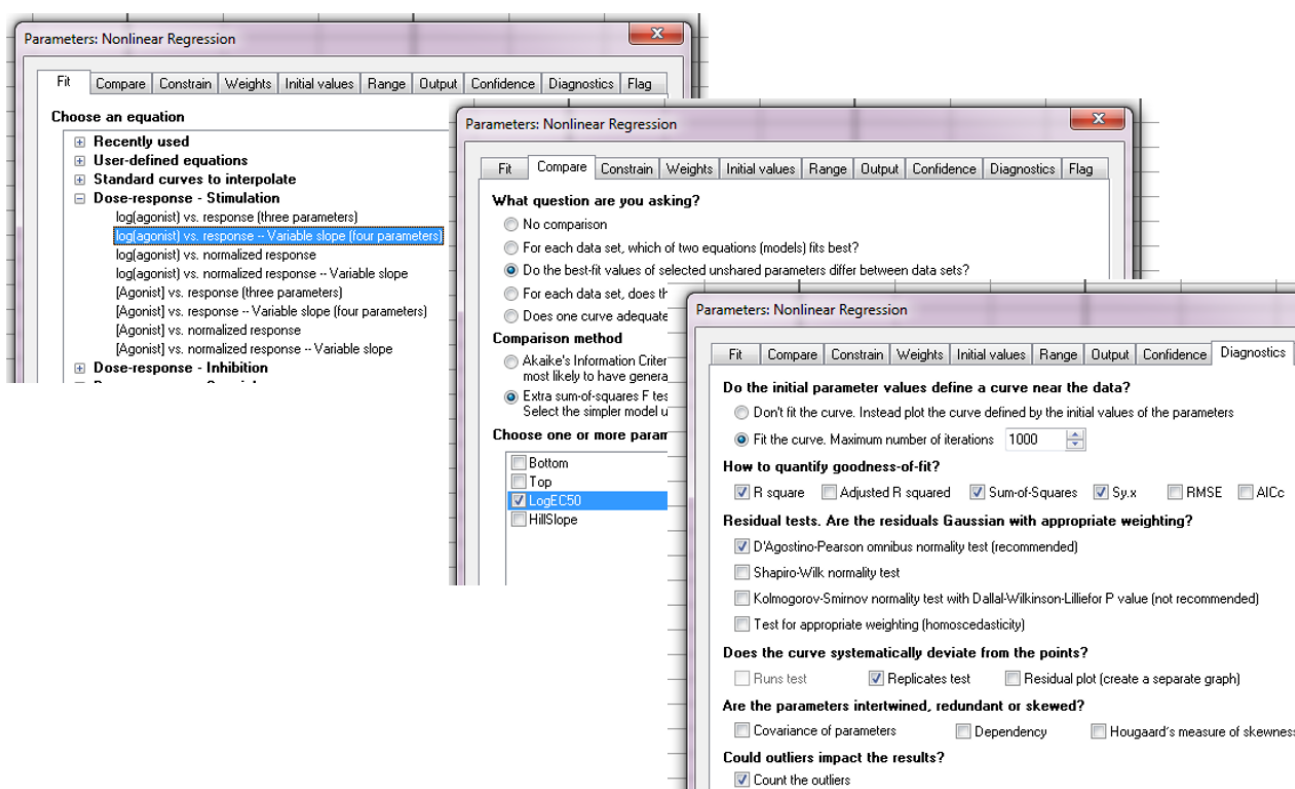 Parameters: Nonlinear Regression
Fit Compare Constrain Weights Initial values Range Output Confidence Diagnostics Flag
Choose an equation
Recently used
User-defined equations
Standard curves to interpolate
Dose-response - Stimulation
log(agonist) vs. response (three parameters)
log(agonist) vs. response -- Variable slope (four parameters)
log(agonist) vs. normalized response
log(agonist) vs. normalized response -- Variable slope
[Agonist] vs. response (three parameters)
[Agonist] vs. response -- Variable slope (four parameters)
[Agonist] vs. normalized response
[Agonist] vs. normalized response -- Variable slope
Dose-response - Inhibition
Parameters: Nonlinear Regression
Fit Compare Constrain Weights Initial values Range Output Confidence Diagnostics Flag
What question are you asking?
No comparison
For each data set, which of two equations (models) fits best?
Do the best-fit values of selected unshared parameters differ between data sets?
For each data set, does th
Does one curve adequate
Comparison method
Akaike's Information Criter
most likely to have genera
Extra sum-of-squares F tes
Select the simpler model u
Choose one or more param
Bottom
Top
LogEC50
HillSlope
Parameters: Nonlinear Regression
Fit Compare Constrain Weights Initial values Range Output Confidence Diagnostics
Do the initial parameter values define a curve near the data?
Don't fit the curve. Instead plot the curve defined by the initial values of the parameters
Fit the curve. Maximum number of iterations 1000
How to quantify goodness-of-fit?
R square Adjusted R squared Sum-of-Squares Sy.x RMSE AICc
Residual tests. Are the residuals Gaussian with appropriate weighting?
D'Agostino-Pearson omnibus normality test (recommended)
Shapiro-Wilk normality test
Kolmogorov-Smirnov normality test with Dallal-Wilkinson-Lilliefor P value (not recommended)
Test for appropriate weighting (homoscedasticity)
Does the curve systematically deviate from the points?
Runs test Replicates test Residual plot (create a separate graph)
Are the parameters intertwined, redundant or skewed?
Covariance of parameters Dependency Hougaard's measure of skewness
Could outliers impact the results?
Count the outliers